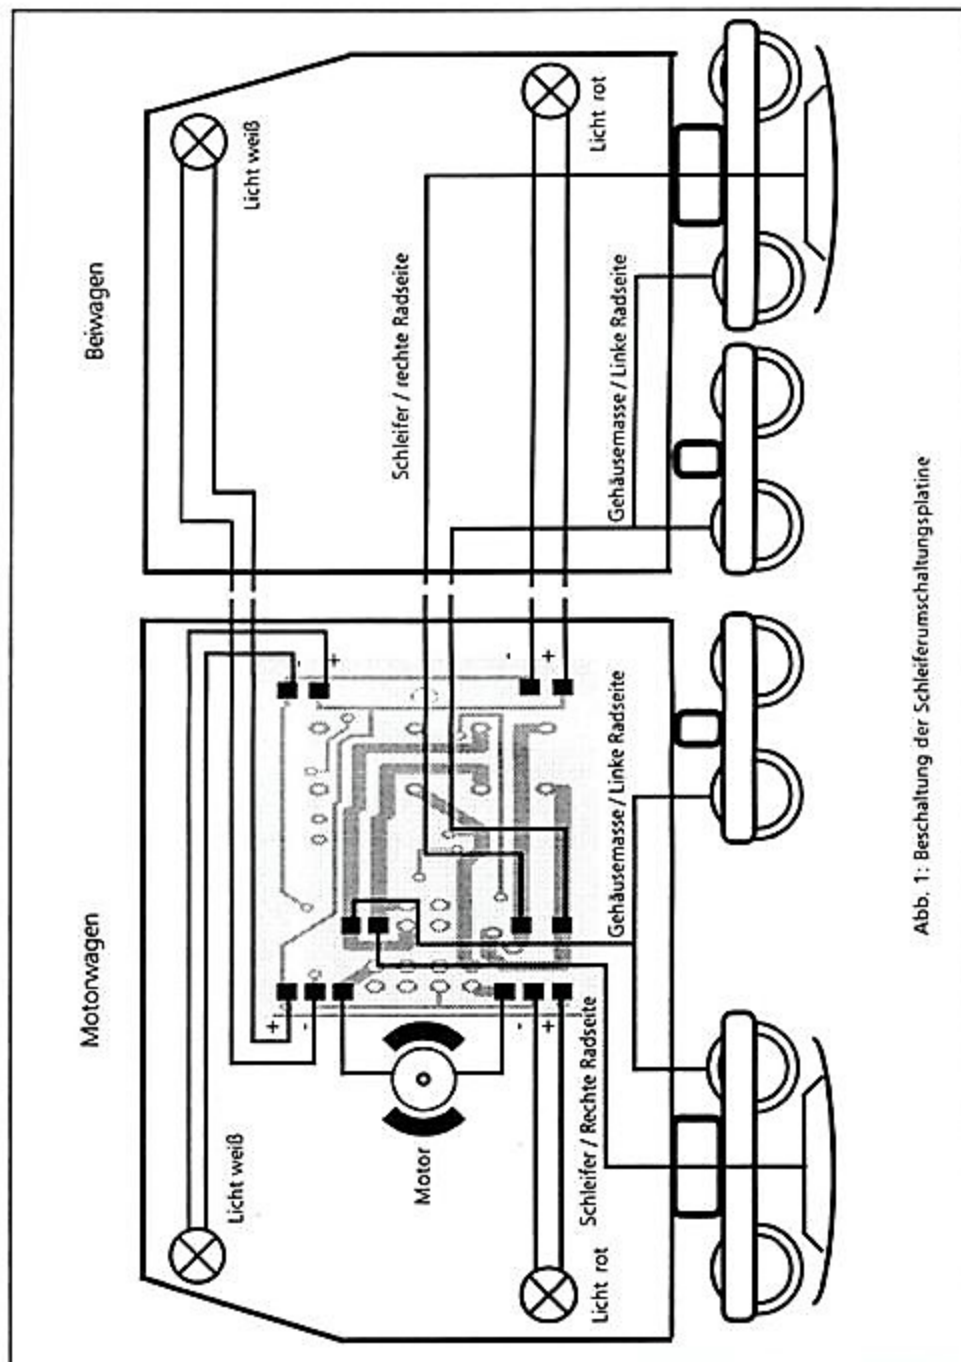 Motorwagen
Beiwagen
Licht weiß
Licht weiß
+
-
-
+
Motor
Schleifer / rechte Radseite
-
+
-
+
Licht rot
Licht rot
Schleifer / Rechte Radseite
Gehäusemasse / Linke Radseite
Gehäusemasse / Linke Radseite
Abb. 1: Beschaltung der Schleiferumschaltungsplatine